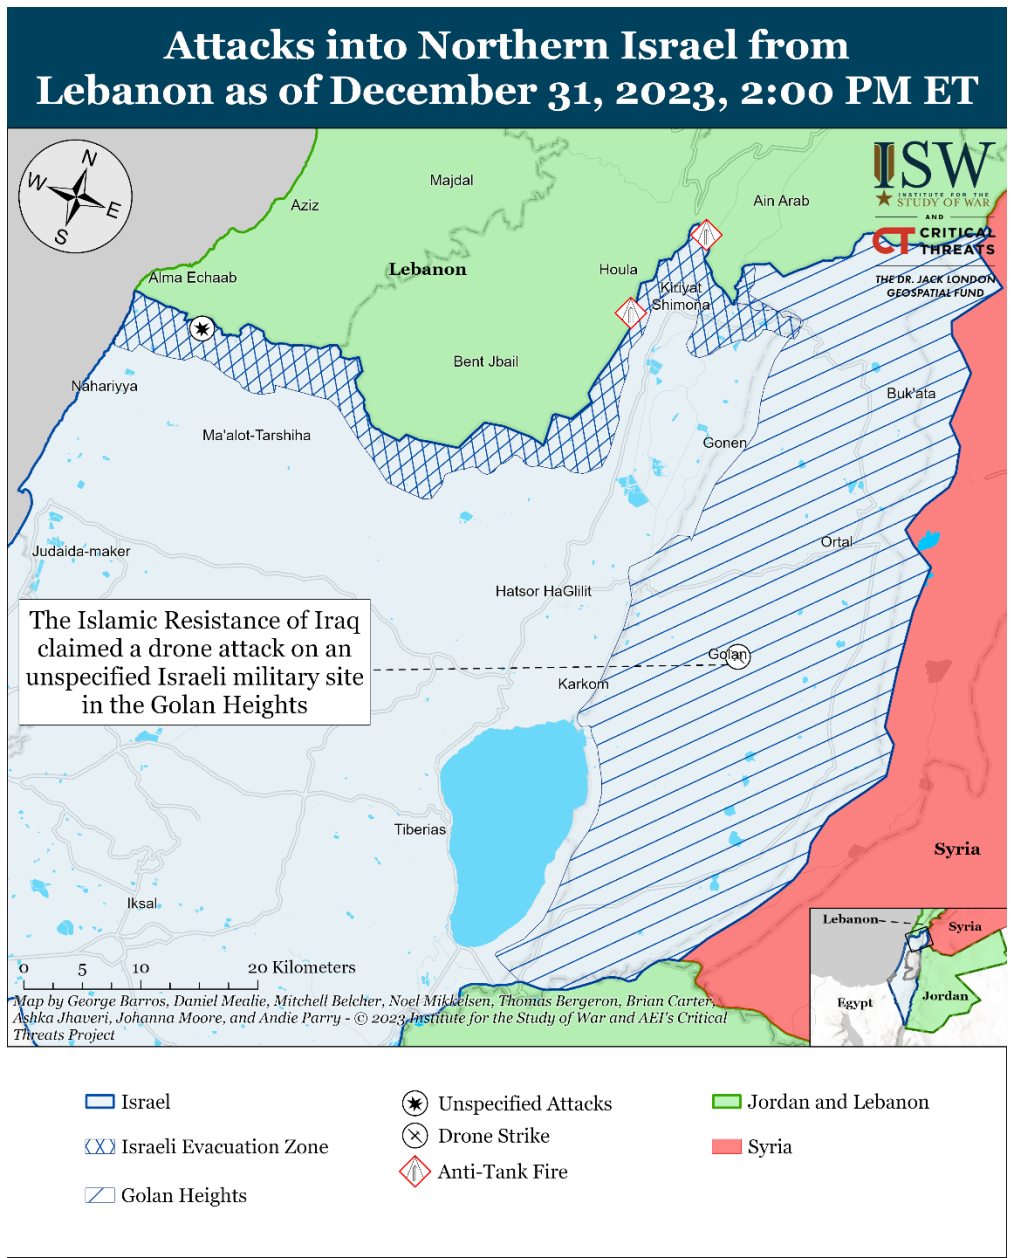 Attacks into Northern Israel from
Lebanon as of December 31, 2023, 2:00 PM ET
N
W
E
S
ISW
INSTITUTE FOR THE
STUDY OF WAR
AND
CT CRITICAL
THREATS
THE DR. JACK LONDON
GEOSPATIAL FUND
Majdal
Aziz
Ain Arab
Lebanon
Houla
Alma Echaab
Kiriyat
Shimona
Bent Jbail
Nahariyya
Buk'ata
Ma'alot-Tarshiha
Gonen
Judaida-maker
Ortal
Hatsor HaGlilit
The Islamic Resistance of Iraq
claimed a drone attack on an
unspecified Israeli military site
in the Golan Heights
Golan
Karkom
Tiberias
Syria
Iksal
0 5 10 20 Kilometers
Map by George Barros, Daniel Mealie, Mitchell Belcher, Noel Mikkelsen, Thomas Bergeron, Brian Carter,
Ashka Jhaveri, Johanna Moore, and Andie Parry - © 2023 Institute for the Study of War and AEI's Critical
Threats Project
Lebanon
Syria
Egypt
Jordan
Israel
Israeli Evacuation Zone
Golan Heights
Unspecified Attacks
Drone Strike
Anti-Tank Fire
Jordan and Lebanon
Syria